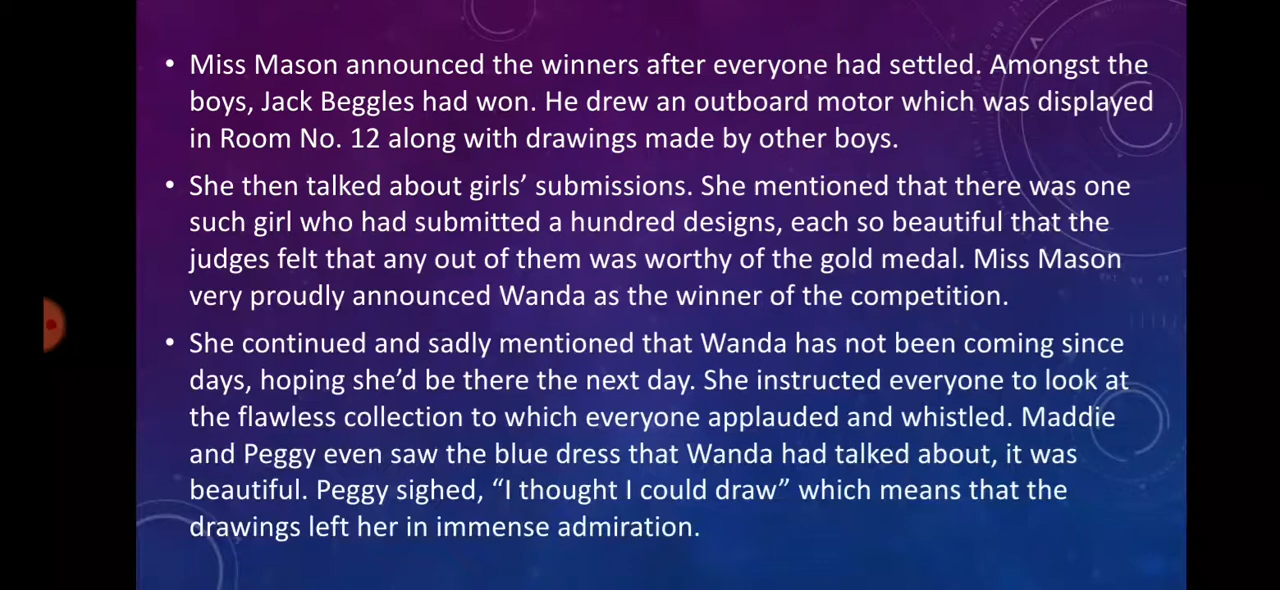 • Miss Mason announced the winners after everyone had settled. Amongst the
boys, Jack Beggles had won. He drew an outboard motor which was displayed
in Room No. 12 along with drawings made by other boys.
• She then talked about girls' submissions. She mentioned that there was one
such girl who had submitted a hundred designs, each so beautiful that the
judges felt that any out of them was worthy of the gold medal. Miss Mason
very proudly announced Wanda as the winner of the competition.
• She continued and sadly mentioned that Wanda has not been coming since
days, hoping she'd be there the next day. She instructed everyone to look at
the flawless collection to which everyone applauded and whistled. Maddie
and Peggy even saw the blue dress that Wanda had talked about, it was
beautiful. Peggy sighed, “I thought I could draw” which means that the
drawings left her in immense admiration.